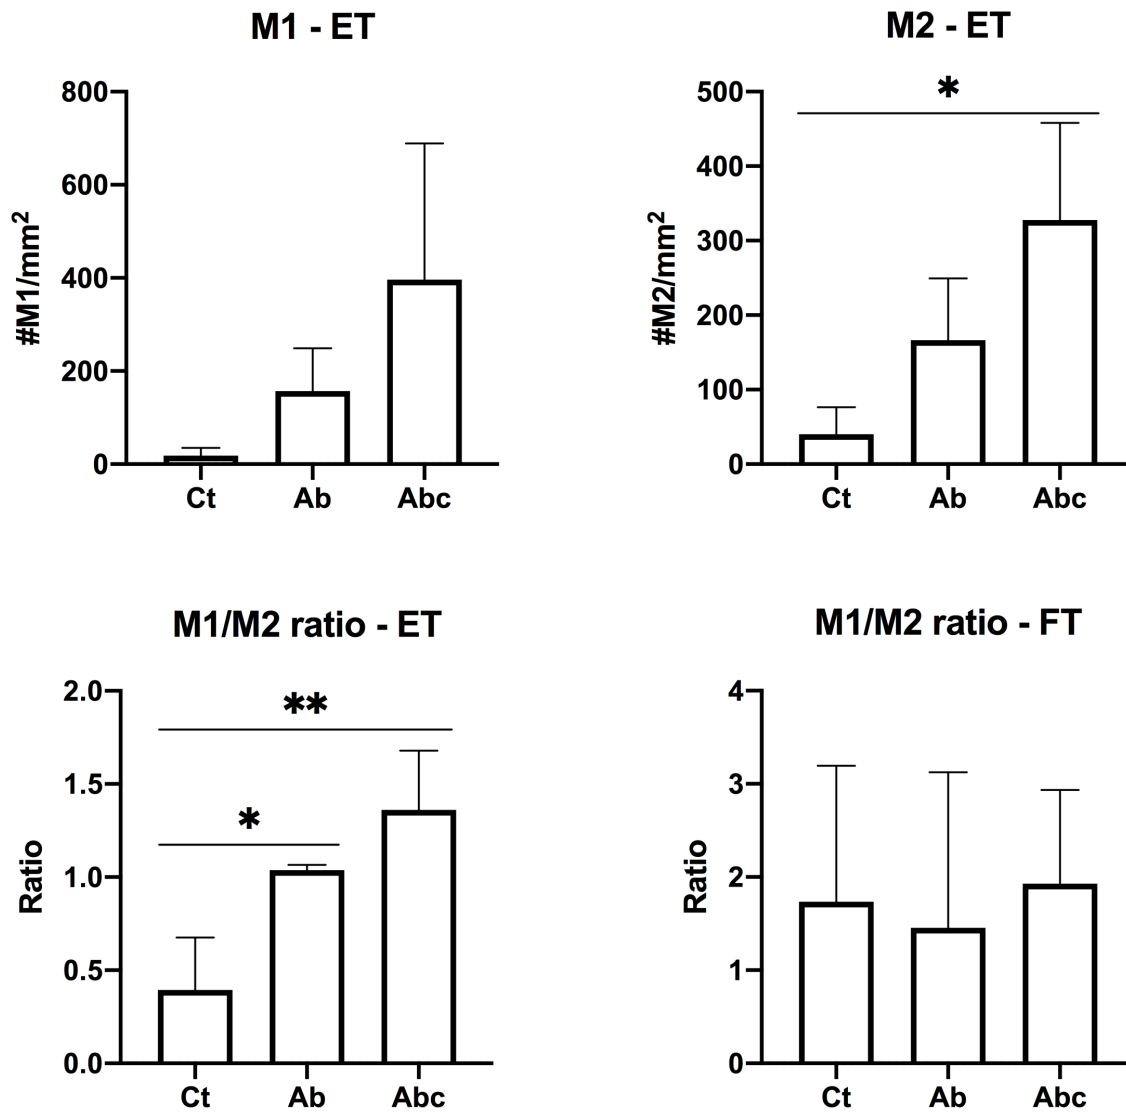 M1 - ET
800
600
400
200
0
#M1/mm²
Ct Ab Abc
M2 - ET
*
500
400
300
200
100
0
#M2/mm²
Ct Ab Abc
M1/M2 ratio - ET
**
*
2.0
1.5
1.0
0.5
0.0
Ratio
Ct Ab Abc
M1/M2 ratio - FT
4
3
2
1
0
Ratio
Ct Ab Abc